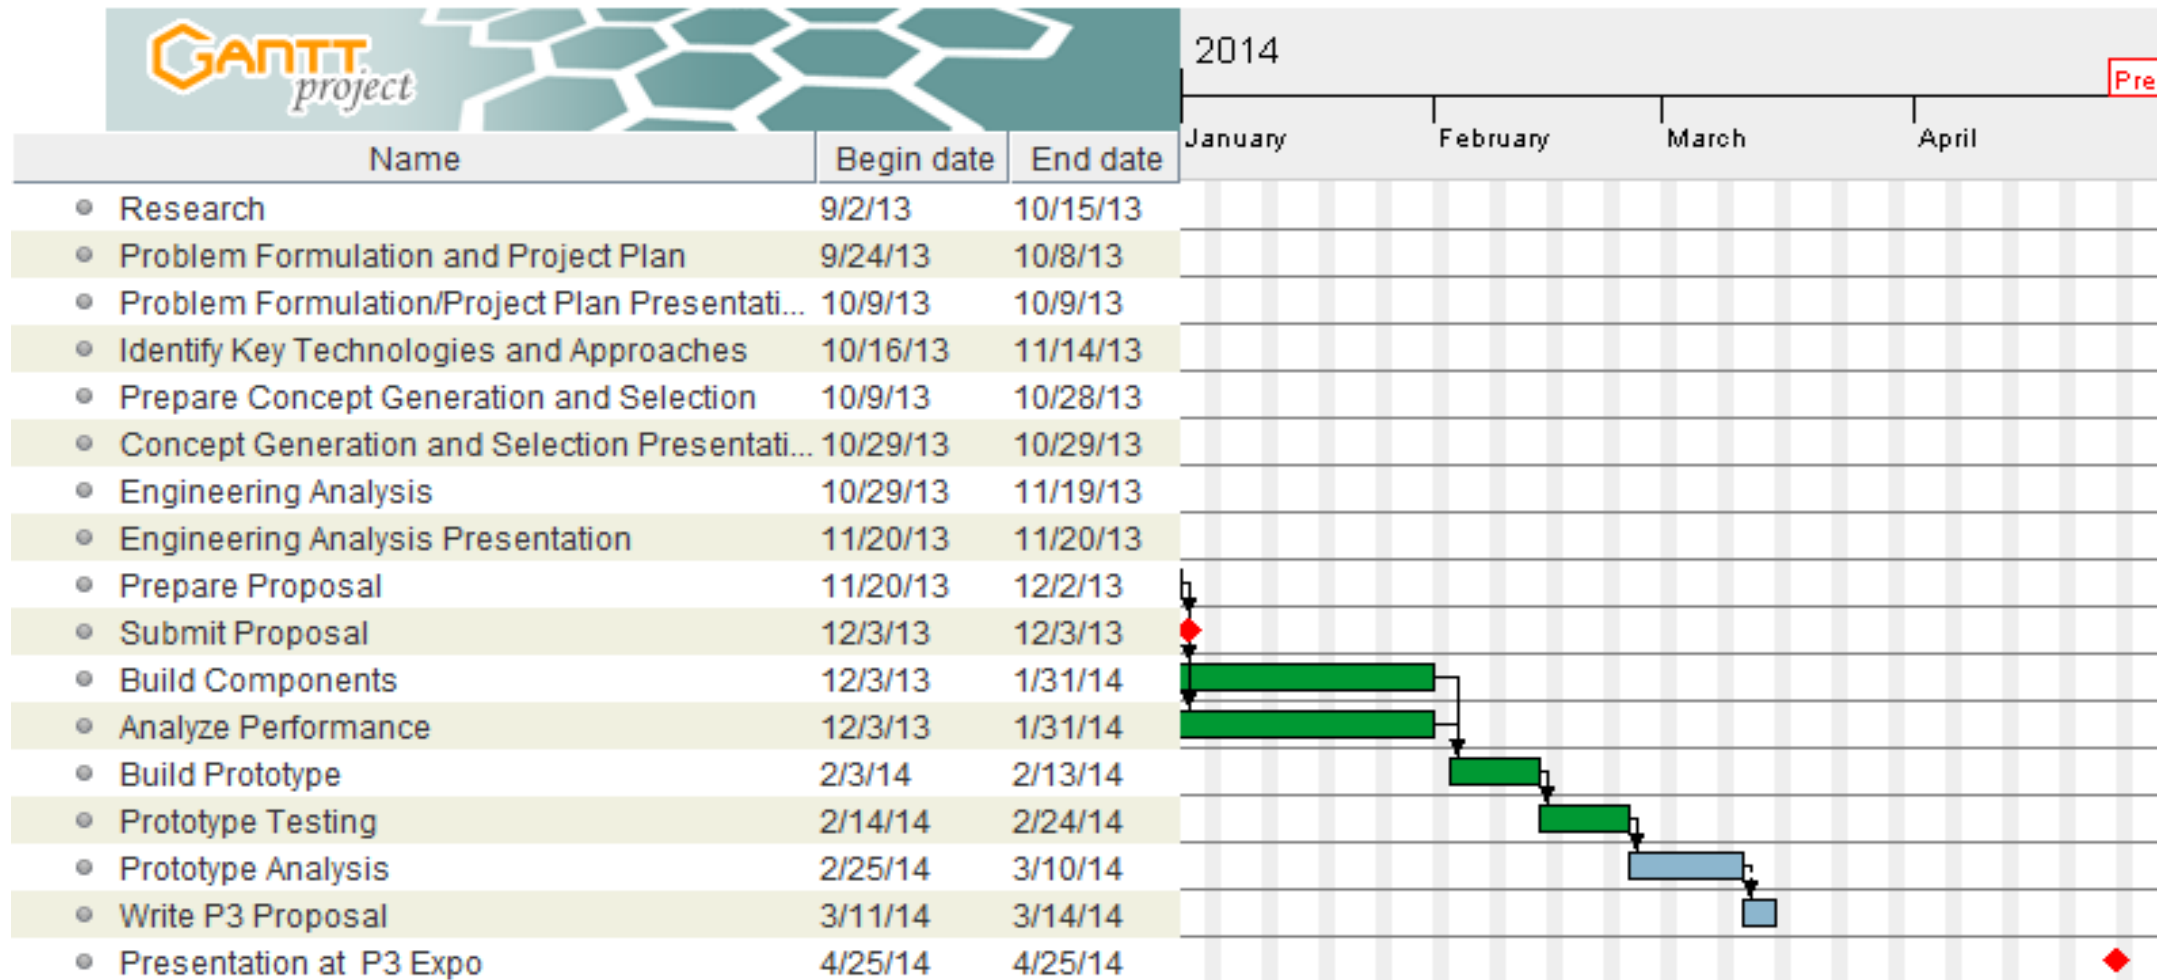 GANTT
project
2014
Pre
January February March April
Name Begin date End date
Research 9/2/13 10/15/13
Problem Formulation and Project Plan 9/24/13 10/8/13
Problem Formulation/Project Plan Presentati... 10/9/13 10/9/13
Identify Key Technologies and Approaches 10/16/13 11/14/13
Prepare Concept Generation and Selection 10/9/13 10/28/13
Concept Generation and Selection Presentati... 10/29/13 10/29/13
Engineering Analysis 10/29/13 11/19/13
Engineering Analysis Presentation 11/20/13 11/20/13
Prepare Proposal 11/20/13 12/2/13
Submit Proposal 12/3/13 12/3/13
Build Components 12/3/13 1/31/14
Analyze Performance 12/3/13 1/31/14
Build Prototype 2/3/14 2/13/14
Prototype Testing 2/14/14 2/24/14
Prototype Analysis 2/25/14 3/10/14
Write P3 Proposal 3/11/14 3/14/14
Presentation at P3 Expo 4/25/14 4/25/14